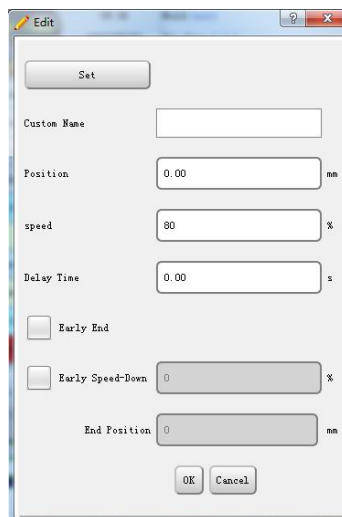 Edit
Set
Custom Name
Position 0.00 mm
speed 80 %
Delay Time 0.00 s
Early End
Early Speed-Down 0 %
End Position 0 mm
OK Cancel